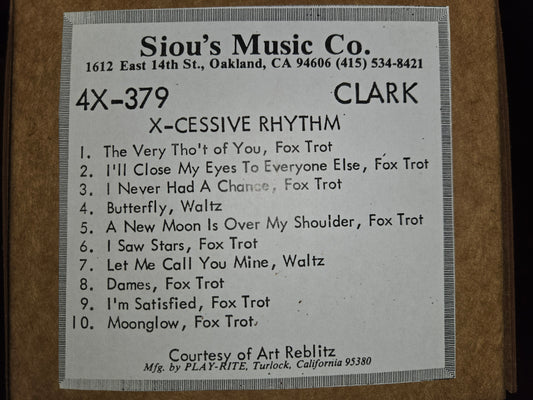 Siou's Music Co.
1612 East 14th St., Oakland, CA 94606 (415) 534-8421
4X-379 CLARK
X-CESSIVE RHYTHM
1. The Very Tho't of You, Fox Trot
2. I'll Close My Eyes To Everyone Else, Fox Trot
3. I Never Had A Chance, Fox Trot
4. Butterfly, Waltz
5. A New Moon Is Over My Shoulder, Fox Trot
6. I Saw Stars, Fox Trot
7. Let Me Call You Mine, Waltz
8. Dames, Fox Trot
9. I'm Satisfied, Fox Trot
10. Moonglow, Fox Trot
Courtesy of Art Reblitz
Mfg. by PLAY-RITE, Turlock, California 95380